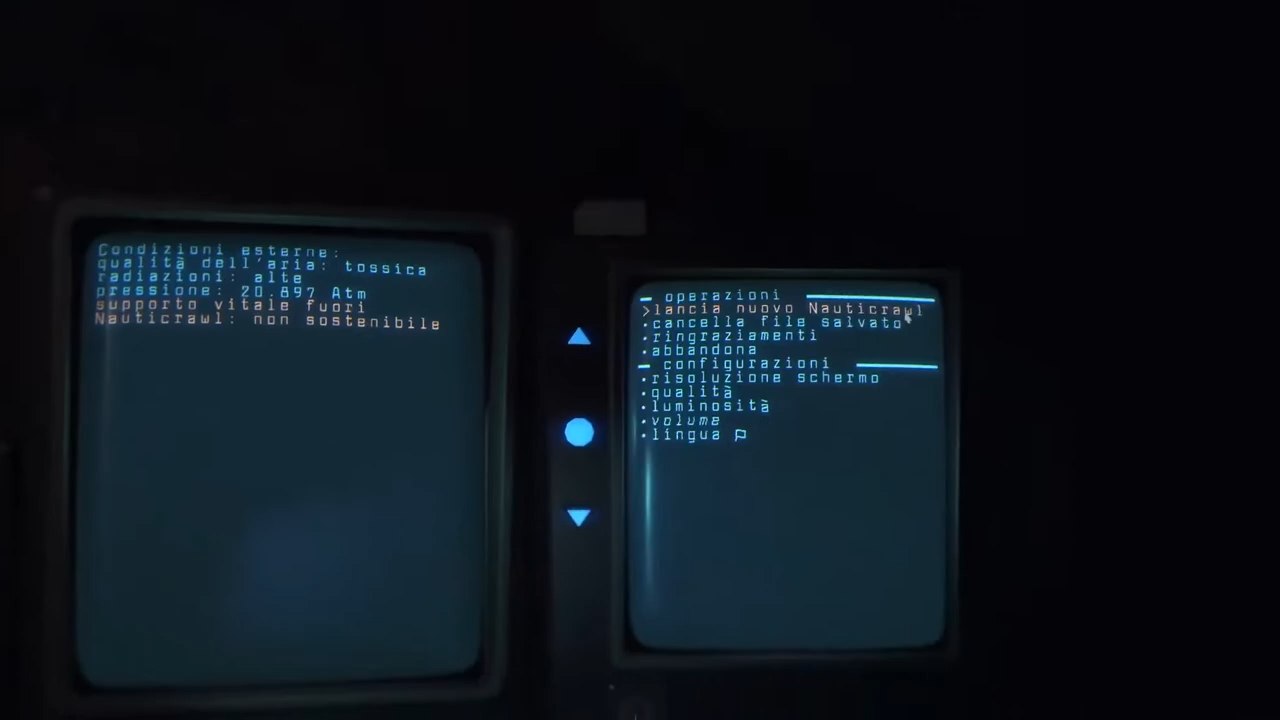 Condizioni esterne:
qualità dell'aria: tossica
radiazioni: alte
pressione: 20.897 Atm
supporto vitale fuori
Nauticrawl: non sostenibile
operazioni
>lancia nuovo Nauticrawl
·cancella file salvato
·ringraziamenti
·abbandona
configurazioni
·risoluzione schermo
·qualità
·luminosità
·volume
·lingua